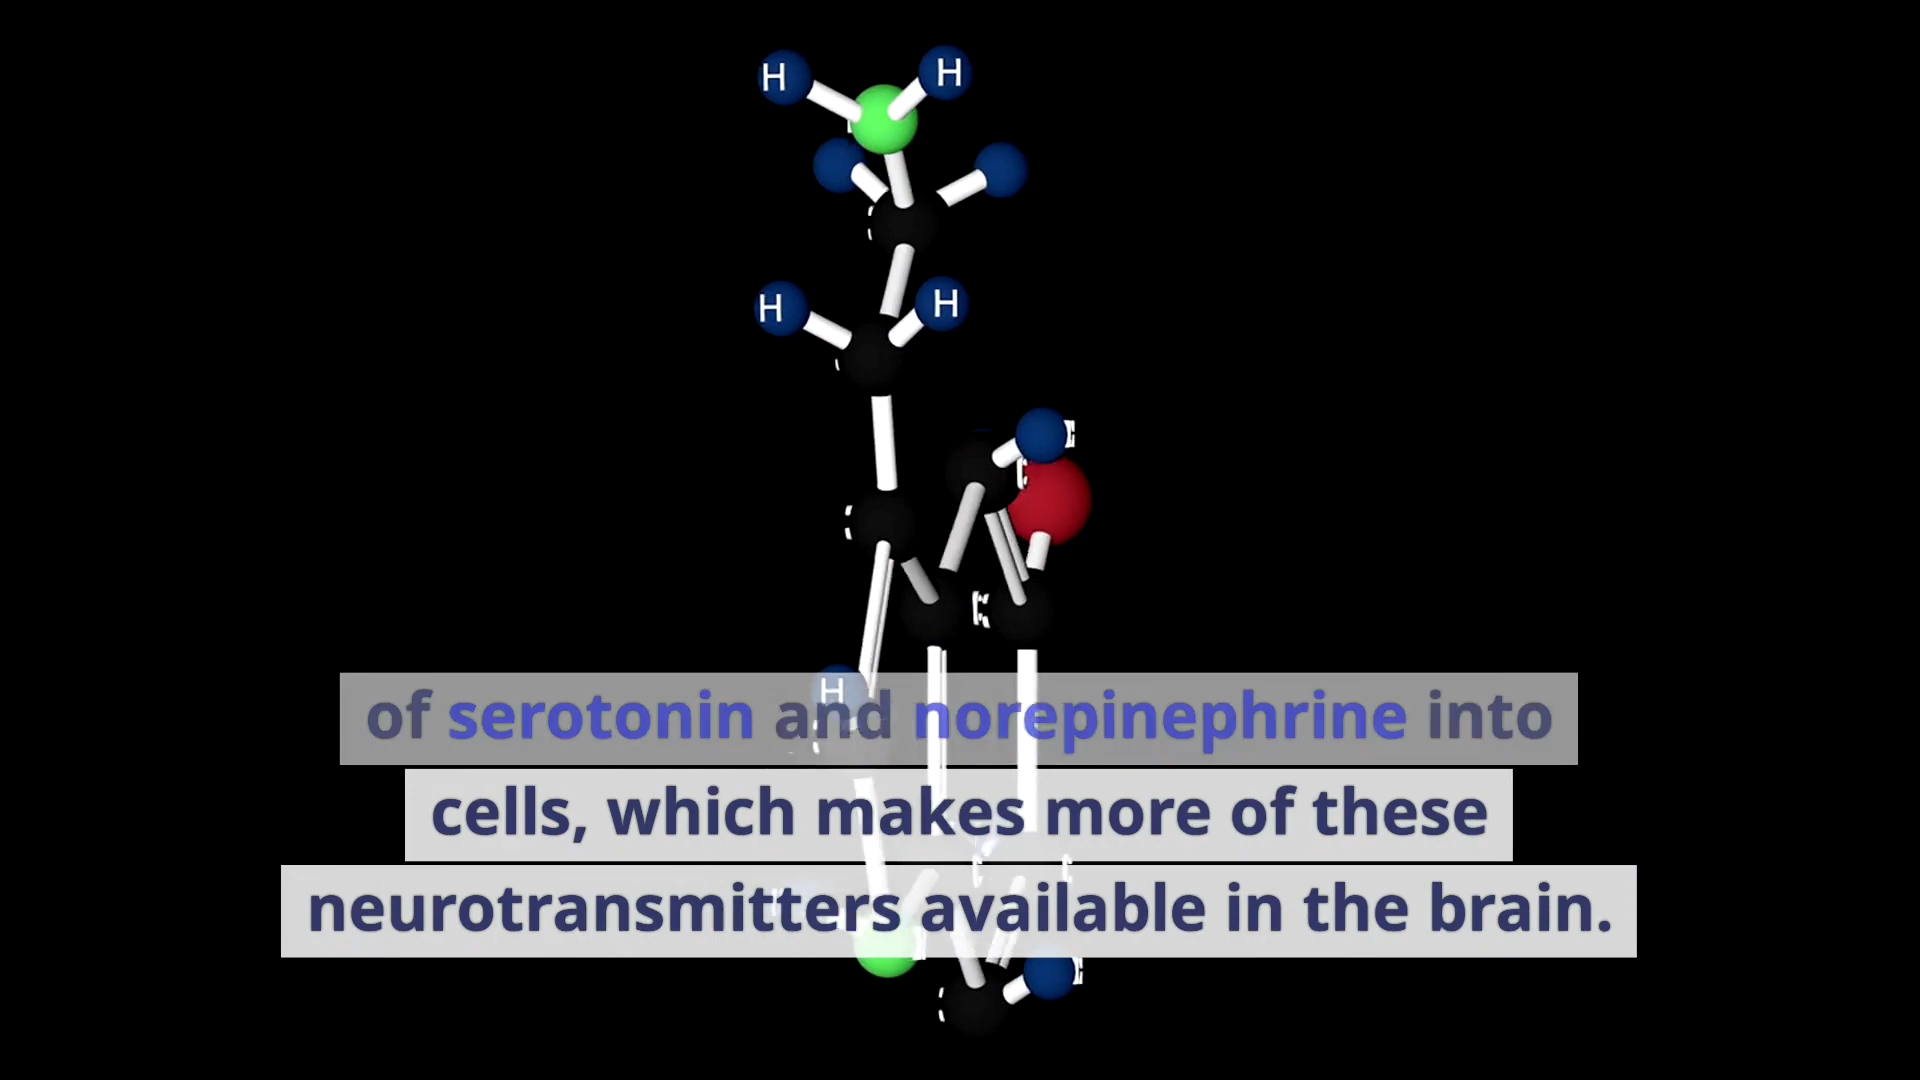 H H
H H
H
of serotonin and norepinephrine into
cells, which makes more of these
neurotransmitters available in the brain.